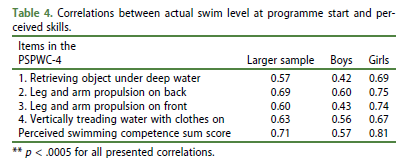 Table 4. Correlations between actual swim level at programme start and per-
ceived skills.
Items in the
PSPWC-4 Larger sample Boys Girls
1. Retrieving object under deep water 0.57 0.42 0.69
2. Leg and arm propulsion on back 0.69 0.60 0.75
3. Leg and arm propulsion on front 0.60 0.43 0.74
4. Vertically treading water with clothes on 0.63 0.56 0.67
Perceived swimming competence sum score 0.71 0.57 0.81
** p < .0005 for all presented correlations.